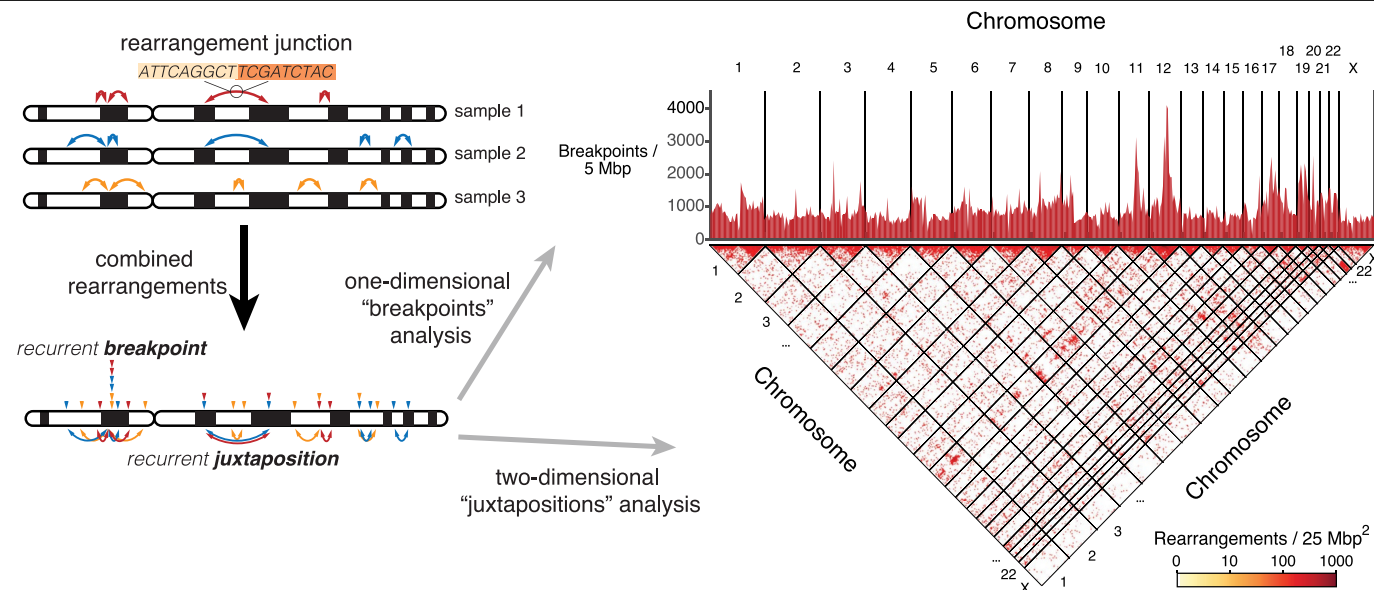 rearrangement junction
ATTCAGGCTTCGATCTAC
sample 1
sample 2
sample 3
combined
rearrangements
one-dimensional
“breakpoints”
analysis
recurrent breakpoint
recurrent juxtaposition
two-dimensional
“juxtapositions” analysis
Chromosome
18 20 22
1 2 3 4 5 6 7 8 9 10 11 12 13 14 15 16 17 19 21 X
Breakpoints /
5 Mbp
4000
3000
2000
1000
0
1
2
3
...
Chromosome
...
22
X
X
22
...
Chromosome
...
3
2
1
Rearrangements / 25 Mbp2
0 10 100 1000